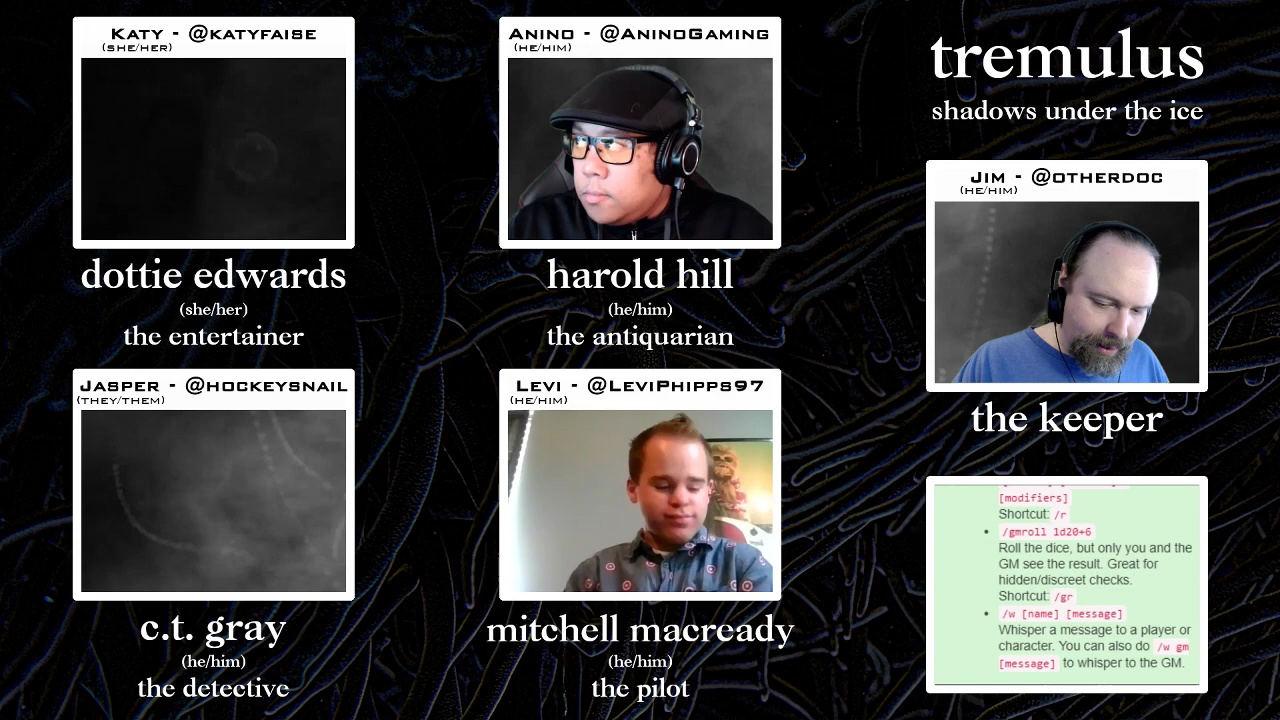 Katy - @katyfaise
(she/her)
dottie edwards
(she/her)
the entertainer
Anino - @AninoGaming
(he/him)
harold hill
(he/him)
the antiquarian
tremulus
shadows under the ice
Jim - @otherdoc
(he/him)
the keeper
Jasper - @hockeysnail
(they/them)
c.t. gray
(he/him)
the detective
Levi - @LeviPhipps97
(he/him)
mitchell macready
(he/him)
the pilot
[modifiers]
Shortcut: /r
• /gmroll 1d20+6
Roll the dice, but only you and the
GM see the result. Great for
hidden/discreet checks.
Shortcut: /gr
• /w [name] [message]
Whisper a message to a player or
character. You can also do /w gm
[message] to whisper to the GM.